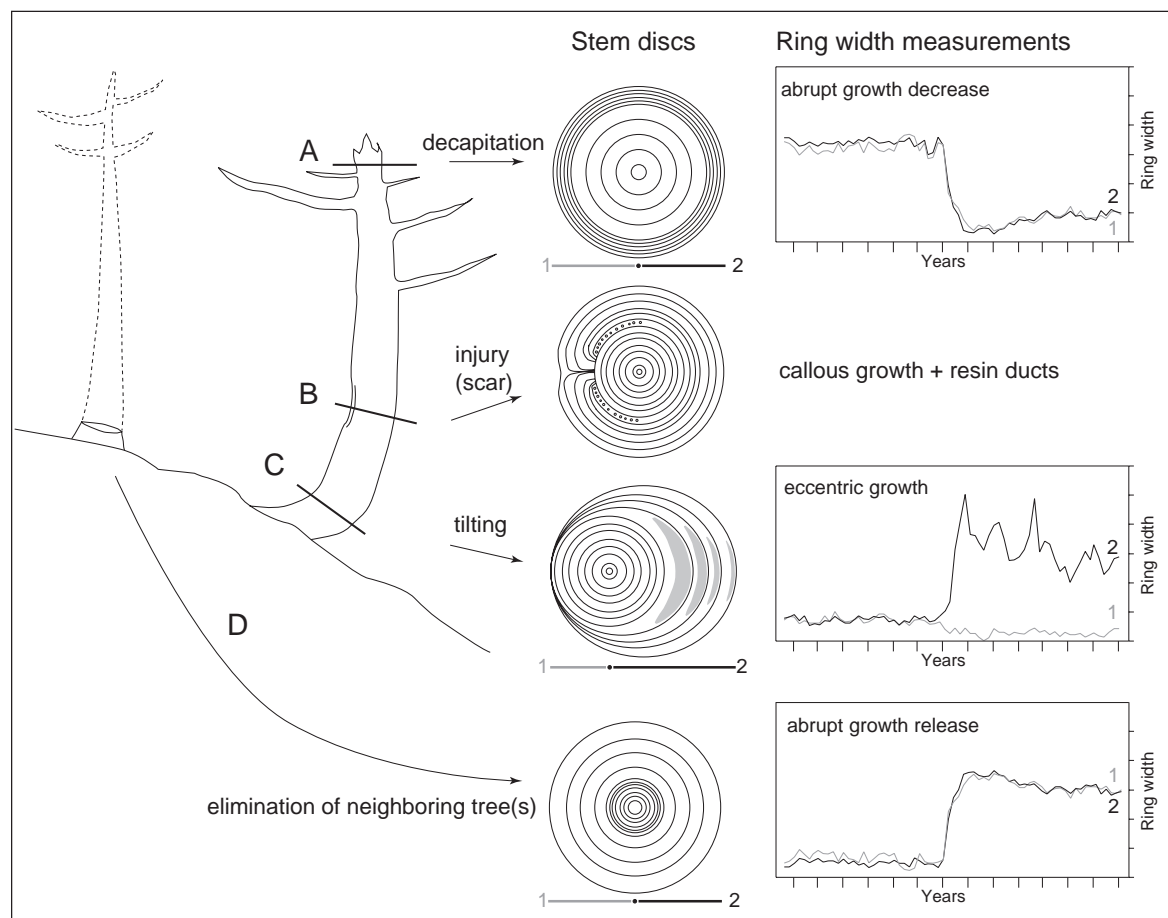 Stem discs
Ring width measurements
A
decapitation
1
2
abrupt growth decrease
2
1
Years
Ring width
B
injury
(scar)
callous growth + resin ducts
C
tilting
1
2
eccentric growth
2
1
Years
Ring width
D
elimination of neighboring tree(s)
1
2
abrupt growth release
1
2
Years
Ring width